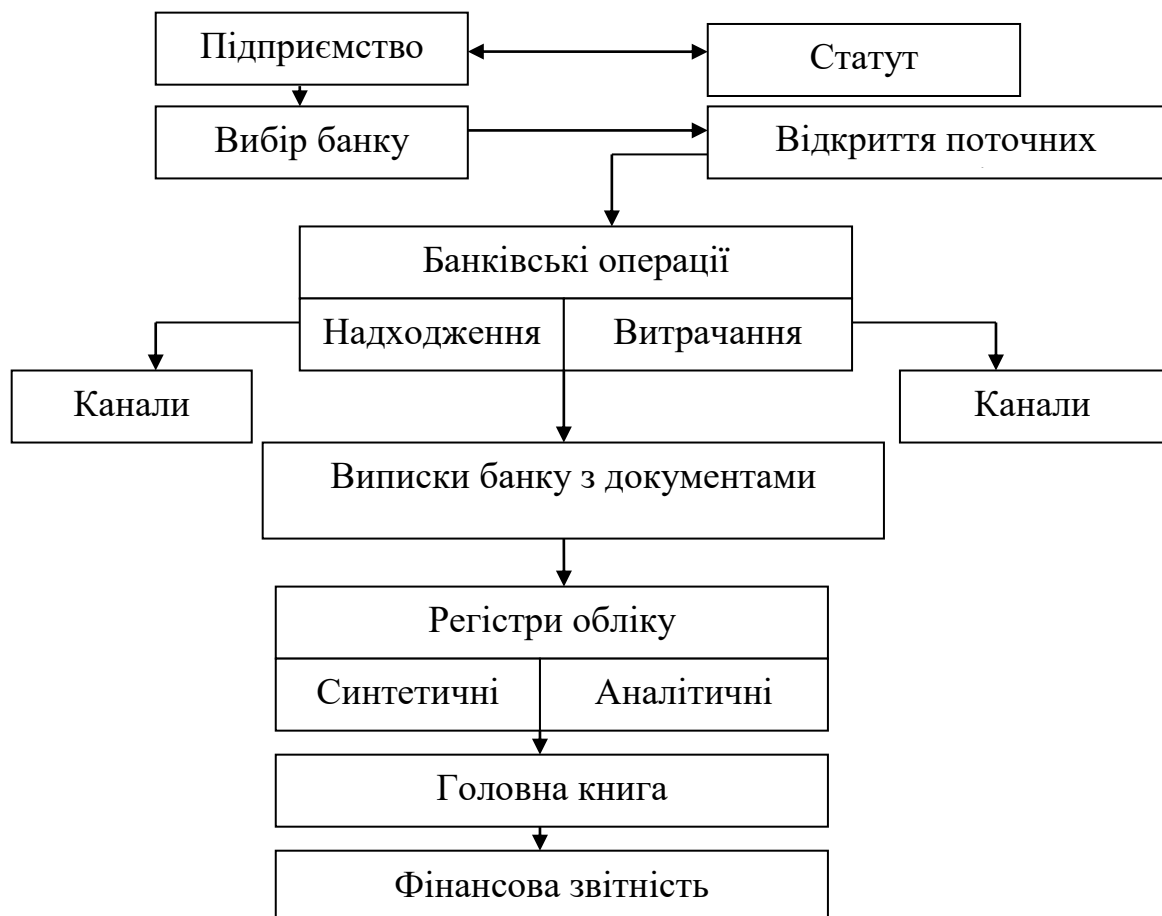 Підприємство
Статут
Вибір банку
Відкриття поточних
Банківські операції
Надходження
Витрачання
Канали
Канали
Виписки банку з документами
Регістри обліку
Синтетичні
Аналітичні
Головна книга
Фінансова звітність